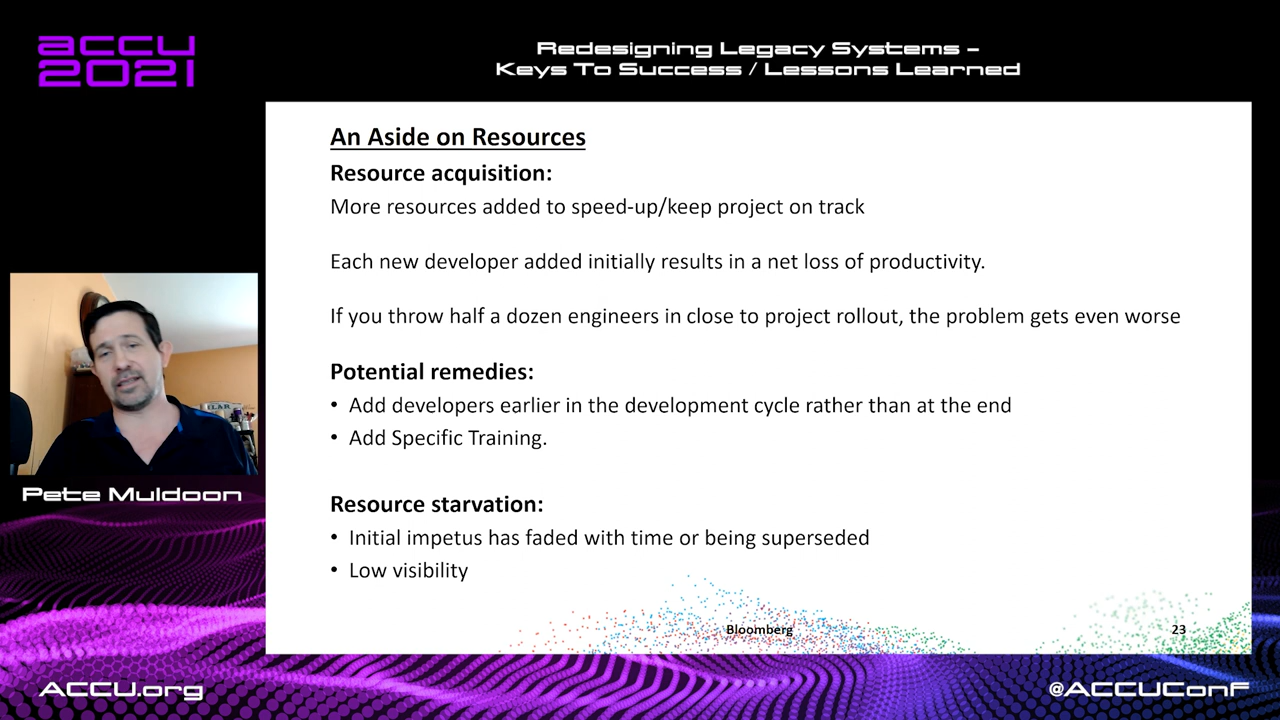 accu
2021
Redesigning Legacy Systems –
Keys To Success / Lessons Learned
An Aside on Resources
Resource acquisition:
More resources added to speed-up/keep project on track
Each new developer added initially results in a net loss of productivity.
If you throw half a dozen engineers in close to project rollout, the problem gets even worse
Potential remedies:
• Add developers earlier in the development cycle rather than at the end
• Add Specific Training.
Resource starvation:
• Initial impetus has faded with time or being superseded
• Low visibility
Bloomberg
23
Pete Muldoon
ACCU.org
@ACCUConF